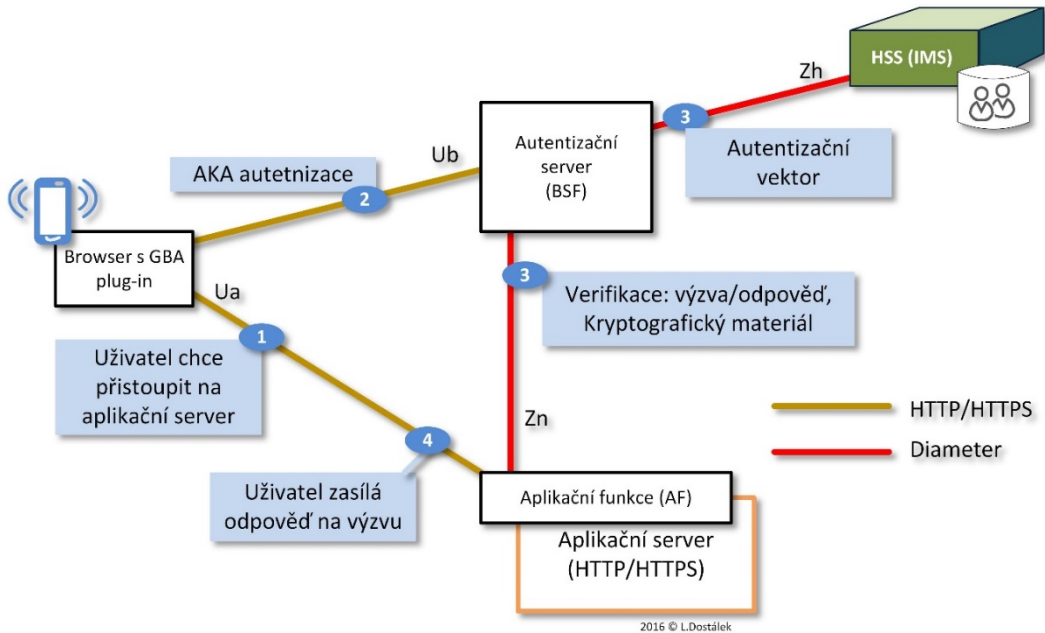 HSS (IMS)
Zh
3
Autentizační
vektor
Autentizační
server
(BSF)
Ub
AKA autetnizace
2
Browser s GBA
plug-in
3
Verifikace: výzva/odpověď,
Kryptografický materiál
Ua
1
Uživatel chce
přistoupit na
aplikační server
HTTP/HTTPS
Diameter
Zn
4
Uživatel zasílá
odpověď na výzvu
Aplikační funkce (AF)
Aplikační server
(HTTP/HTTPS)
2016 © L.Dostálek